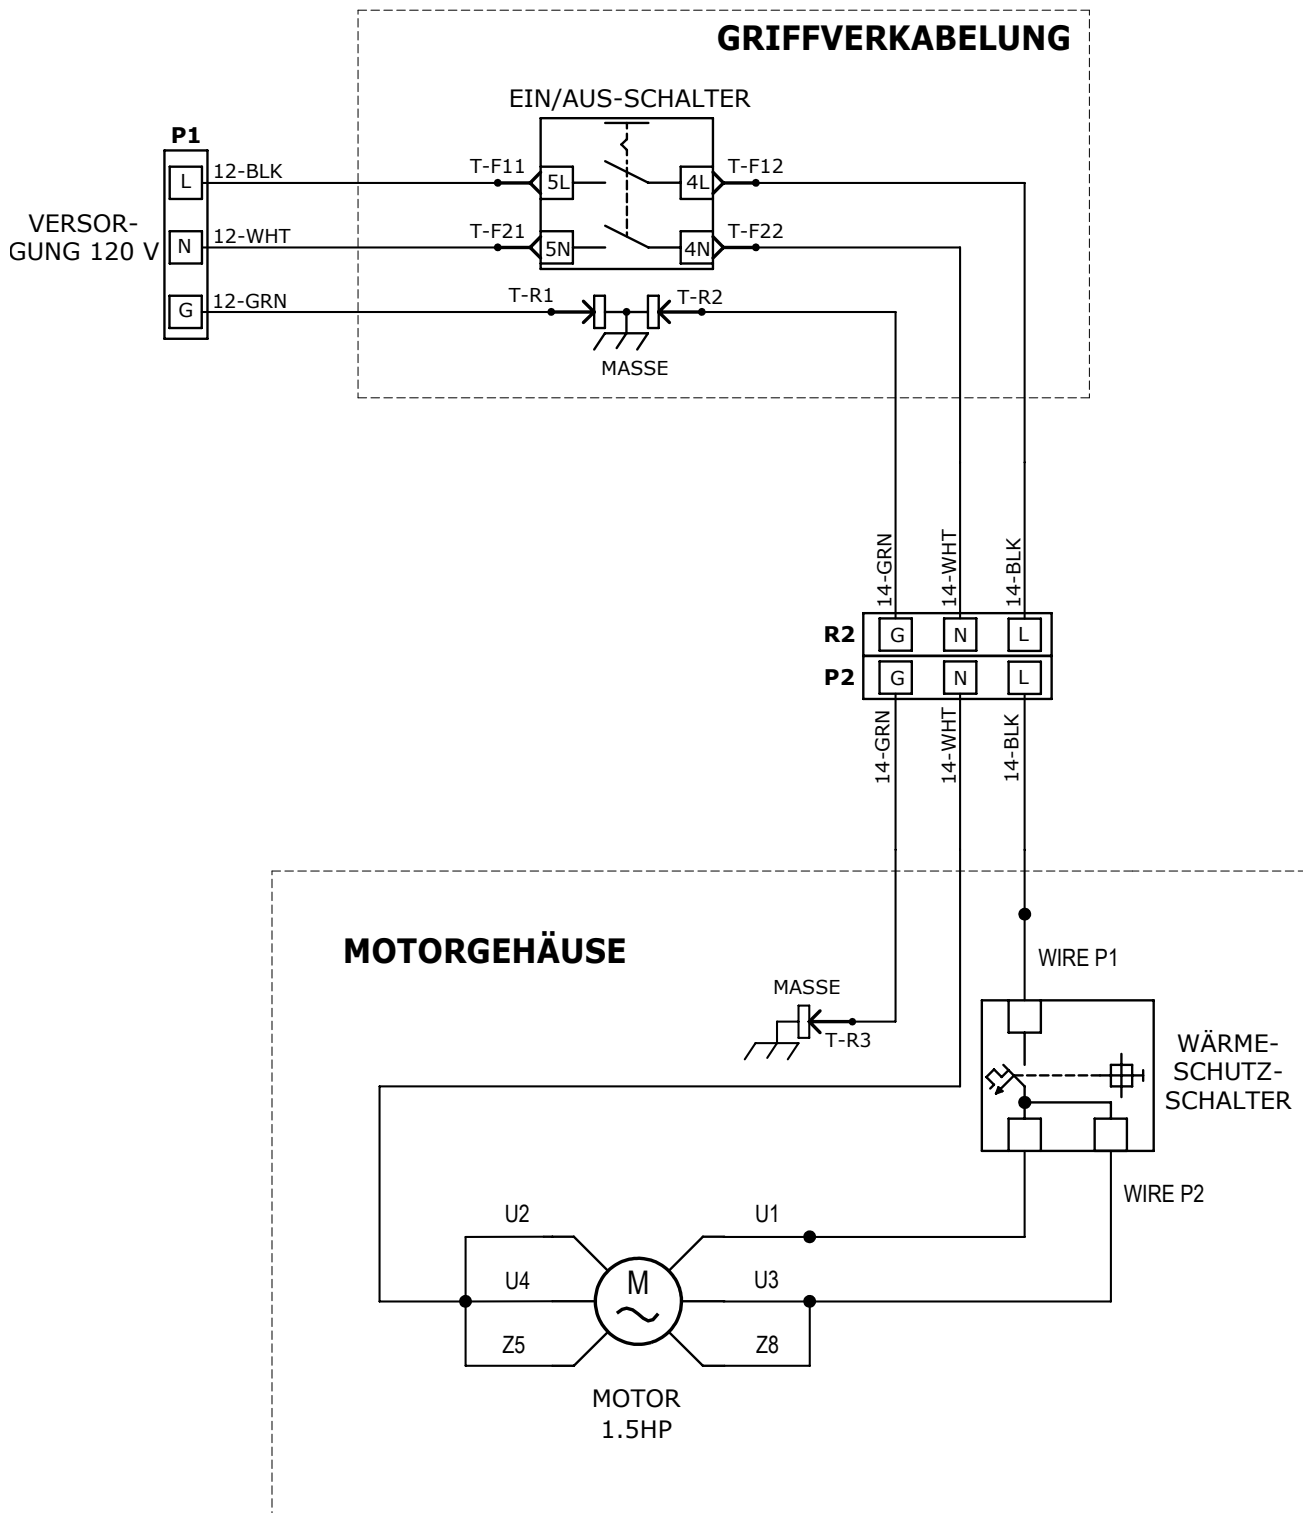 GRIFFVERKABELUNG
EIN/AUS-SCHALTER
P1
L
12-BLK
T-F11
5L
4L
T-F12
VERSOR-
GUNG 120 V
N
12-WHT
T-F21
5N
4N
T-F22
G
12-GRN
T-R1
T-R2
MASSE
14-GRN
14-WHT
14-BLK
R2
G
N
L
P2
G
N
L
14-GRN
14-WHT
14-BLK
MOTORGEHÄUSE
WIRE P1
MASSE
T-R3
WÄRME-
SCHUTZ-
SCHALTER
WIRE P2
U2
U1
U4
M
U3
Z5
Z8
MOTOR
1.5HP